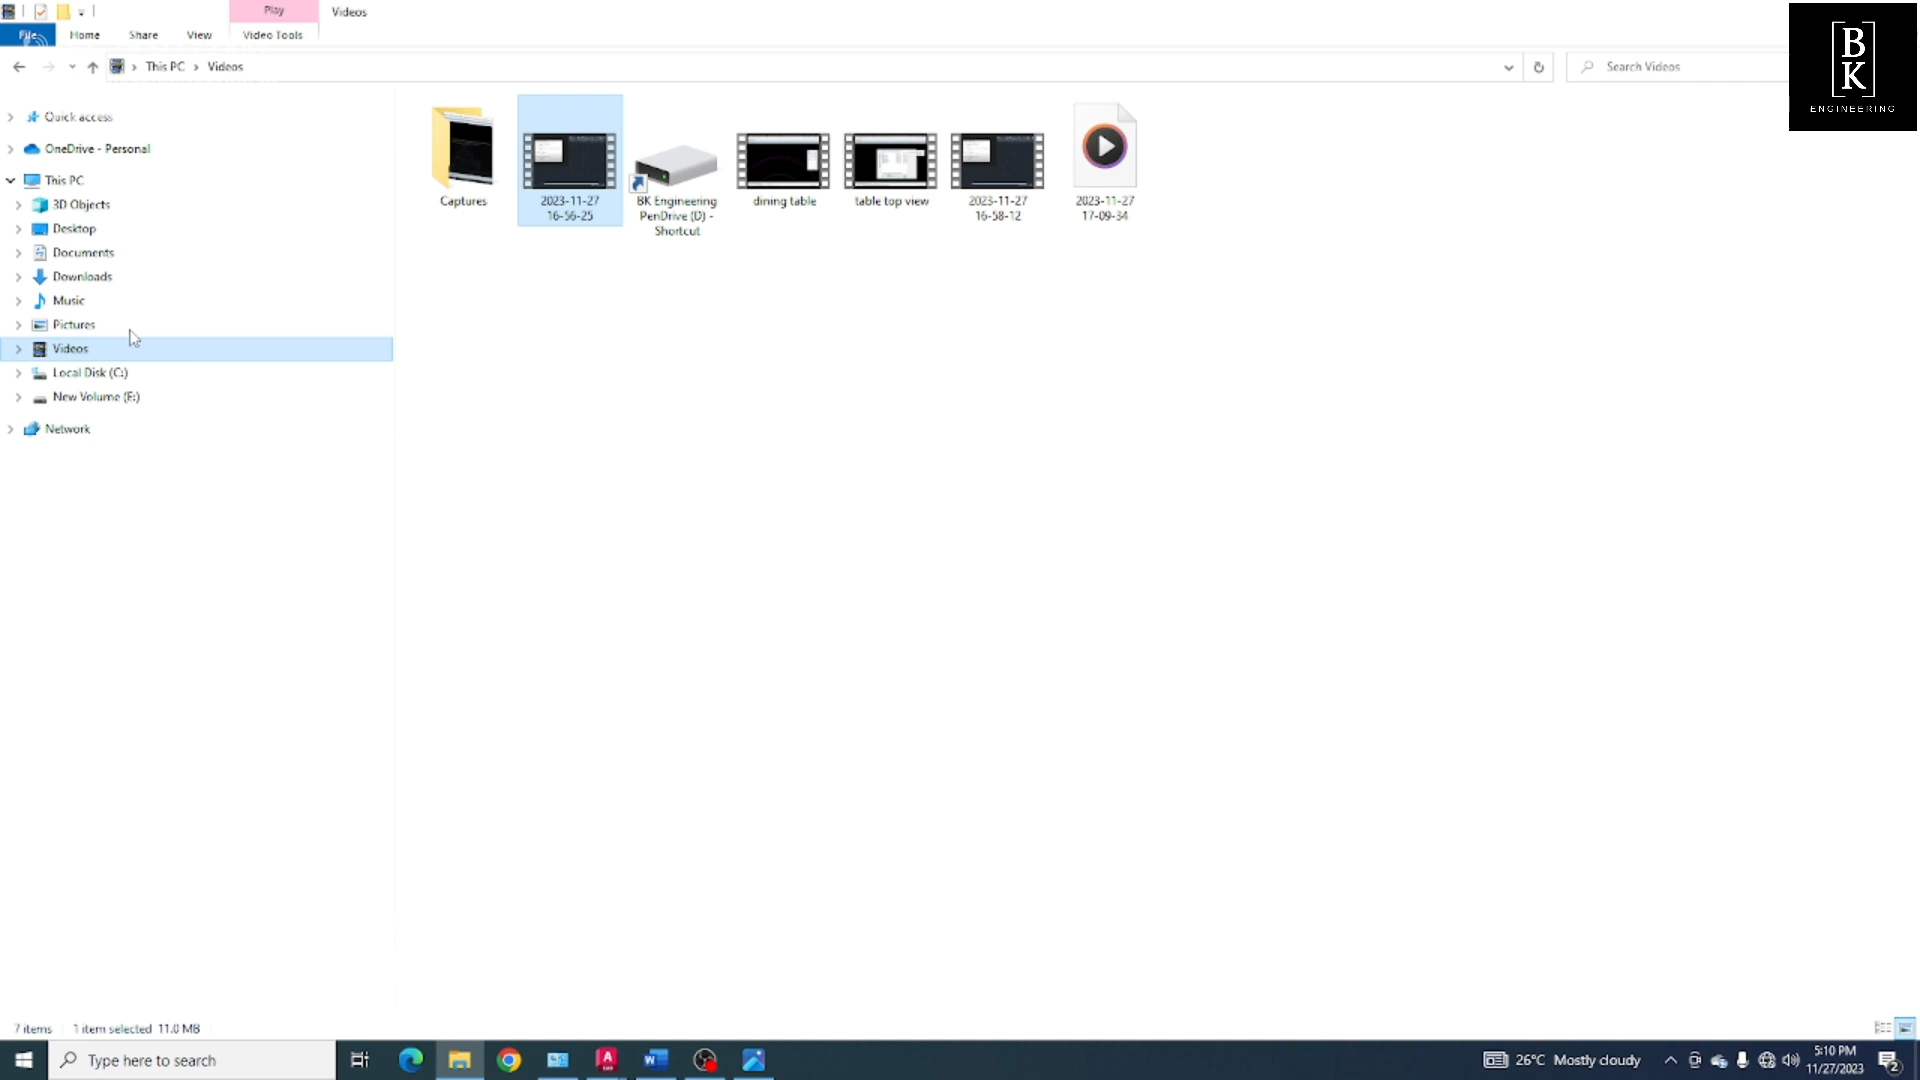 Play
Videos
File
Home
Share
View
Video Tools
This PC
Videos
Search Videos
B
K
ENGINEERING
Quick access
OneDrive - Personal
This PC
3D Objects
Desktop
Documents
Downloads
Music
Pictures
Videos
Local Disk (C:)
New Volume (E:)
Network
Captures
2023-11-27
16-56-25
BK Engineering
PenDrive (D) -
Shortcut
dining table
table top view
2023-11-27
16-58-12
2023-11-27
17-09-34
7 items
1 item selected 11.0 MB
Type here to search
26°C Mostly cloudy
5:10 PM
11/27/2023
2